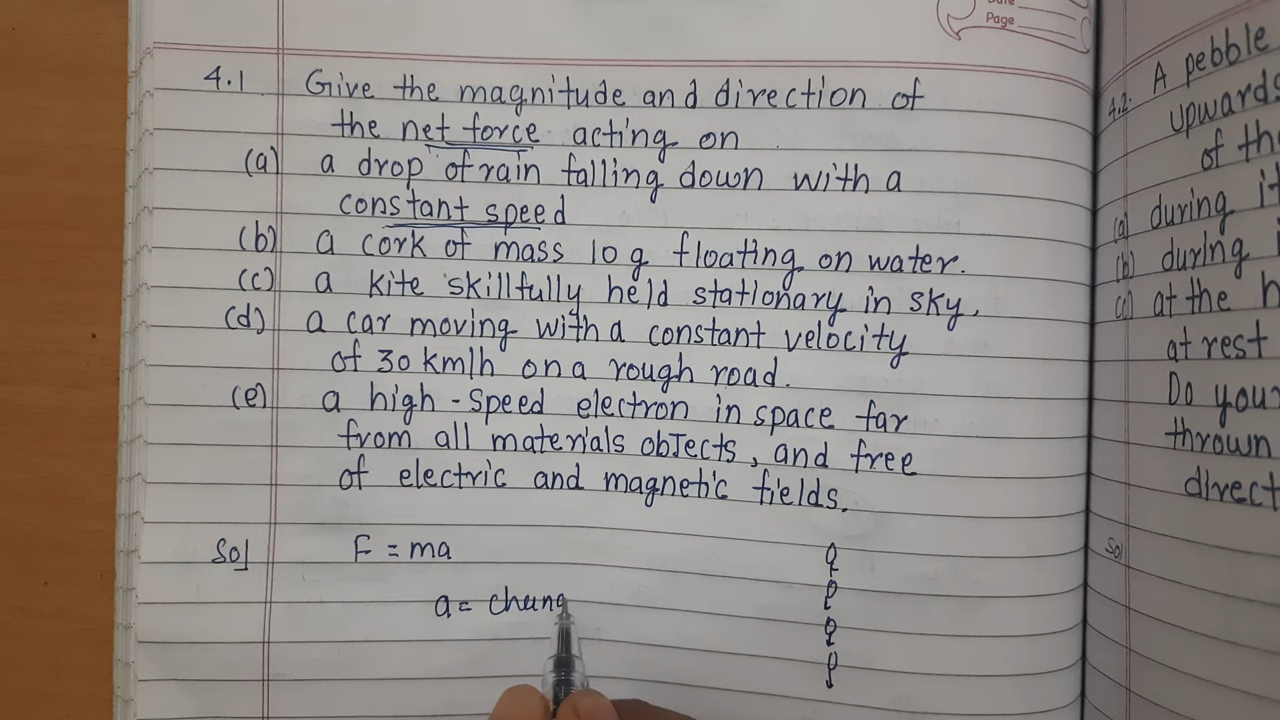 Page
4.1 Give the magnitude and direction of
the net force acting on
(a) a drop of rain falling down with a
constant speed
(b) a cork of mass 10 g floating on water.
(c) a kite skillfully held stationary in sky.
(d) a car moving with a constant velocity
of 30 km/h on a rough road.
(e) a high-speed electron in space far
from all materials objects, and free
of electric and magnetic fields.
Sol F = ma
a = chang
4.2. A pebble
upwards
of th
(a) during it
(b) during
(c) at the h
at rest
Do you
thrown
direct
Sol